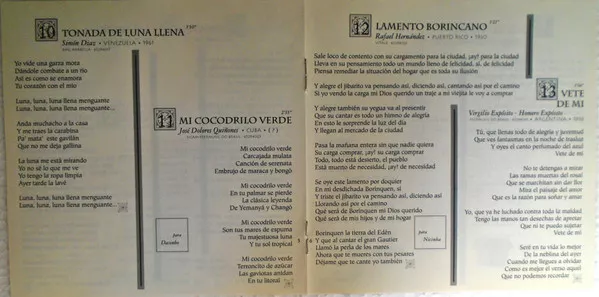 10 TONADA DE LUNA LLENA
Simón Díaz • VENEZUELA • 1961
Yo vide una garza mora
Dándole combate a un río
Así es como se enamora
Tu corazón con el mío
Luna, luna, luna llena menguante
Luna, luna, luna llena menguante...
Anda muchacho a la casa
Y me traes la carabina
Pa' mata' este gavilán
Que no me deja gallina
La luna me está mirando
Yo no sé lo que me ve
Yo tengo la ropa limpia
Ayer tarde la lavé
Luna, luna, luna llena menguante
Luna, luna, luna llena menguante...
11 MI COCODRILO VERDE
José Dolores Quiñones • CUBA • (?)
Mi cocodrilo verde
Carcajada mulata
Canción de serenata
Embrujo de maraca y bongó
Mi cocodrilo verde
En tu palmar se pierde
La clásica leyenda
De Yemanyá y Changó
Mi cocodrilo verde
Son tus mares de espuma
Tu majestuosa luna
Y tu sol tropical
Mi cocodrilo verde
Terroncito de azúcar
Las gaviotas anidan
En tu litoral
para
12 LAMENTO BORINCANO
Rafael Hernández • PUERTO RICO • 1930
Sale loco de contento con su cargamento para la ciudad, ¡ay! para la ciudad
Lleva en su pensamiento todo un mundo lleno de felicidad, sí, de felicidad
Piensa remediar la situación del hogar que es toda su ilusión
Y alegre el jibarito va pensando así, diciendo así, cantando así por el camino
Si yo vendo la carga mi Dios querido un traje a mi viejita le voy a comprar
Y alegre también su yegua va al presentir
Que su cantar es todo un himno de alegría
En esto le sorprende la luz del día
Y llegan al mercado de la ciudad
Pasa la mañana entera sin que nadie quiera
Su carga comprar, ¡ay! su carga comprar
Todo, todo está desierto, el pueblo
Está muerto de necesidad, ¡ay! de necesidad
Se oye este lamento por doquier
En mi desdichada Borinquen, sí
Y triste el jibarito va pensando así, diciendo así
Llorando así por el camino
Qué será de Borinquen mi Dios querido
Qué será de mis hijos y de mi hogar
Borinquen la tierra del Edén
Y que al cantar el gran Gautier
Llamó la perla de los mares
Ahora que te mueres con tus pesares
Déjame que te cante yo también
para
13 VETE
DE MÍ
Virgilio Expósito - Homero Expósito
Tú, que llenas todo de alegría y juventud
Que ves fantasmas en la noche de trasluz
Y oyes el canto perfumado del azul
Vete de mí
No te detengas a mirar
Las ramas muertas del rosal
Que se marchitan sin dar flor
Mira el paisaje del amor
Que es la razón para soñar y amar
Yo, que ya he luchado contra toda la maldad
Tengo las manos tan deshechas de apretar
Que ni te puedo sujetar
Vete de mí
Seré en tu vida lo mejor
De la neblina del ayer
Cuando me llegues a olvidar
Como es mejor el verso aquel
Que no podemos recordar